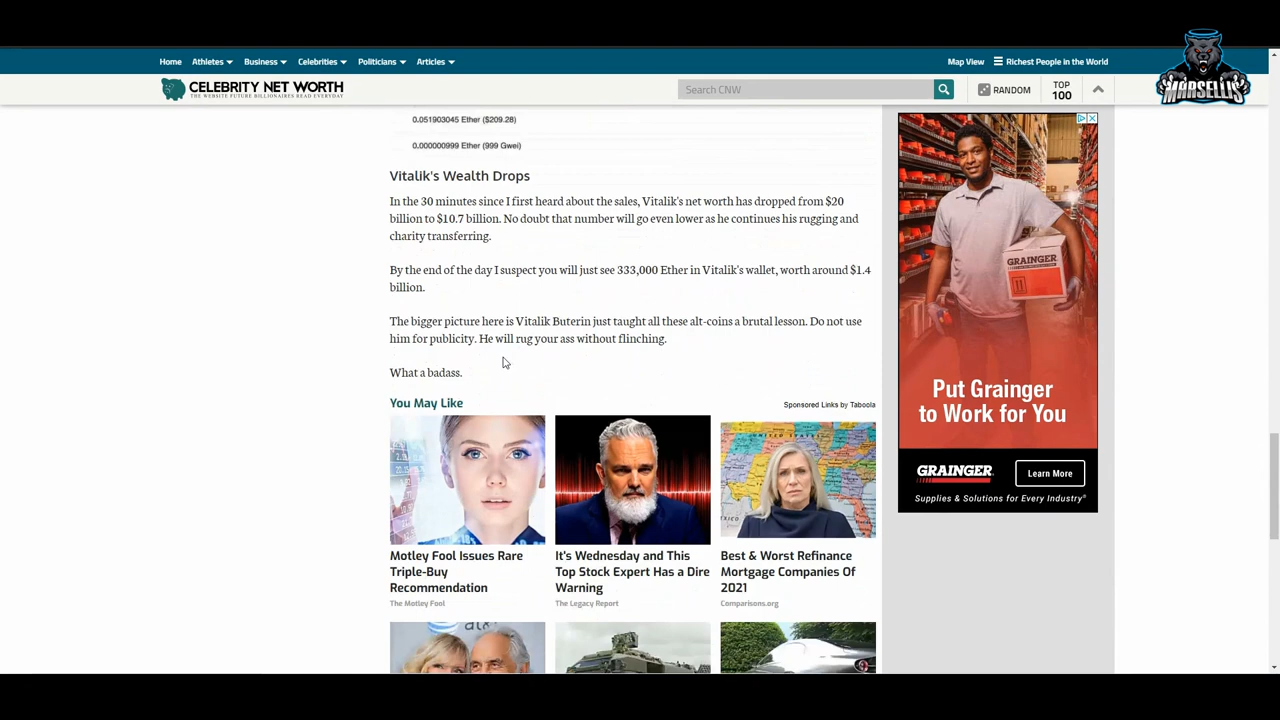 Home Athletes Business Celebrities Politicians Articles Map View Richest People in the World
MARSELLIS
CELEBRITY NET WORTH
THE WEBSITE FUTURE BILLIONAIRES READ EVERYDAY
Search CNW
RANDOM
TOP
100
0.051903045 Ether ($209.28)
0.000000999 Ether (999 Gwei)
Vitalik's Wealth Drops
In the 30 minutes since I first heard about the sales, Vitalik's net worth has dropped from $20
billion to $10.7 billion. No doubt that number will go even lower as he continues his rugging and
charity transferring.
By the end of the day I suspect you will just see 333,000 Ether in Vitalik's wallet, worth around $1.4
billion.
The bigger picture here is Vitalik Buterin just taught all these alt-coins a brutal lesson. Do not use
him for publicity. He will rug your ass without flinching.
What a badass.
You May Like
Sponsored Links by Taboola
Motley Fool Issues Rare
Triple-Buy
Recommendation
The Motley Fool
It's Wednesday and This
Top Stock Expert Has a Dire
Warning
The Legacy Report
Best & Worst Refinance
Mortgage Companies Of
2021
Comparisons.org
GRAINGER
Put Grainger
to Work for You
GRAINGER
Learn More
Supplies & Solutions for Every Industry®